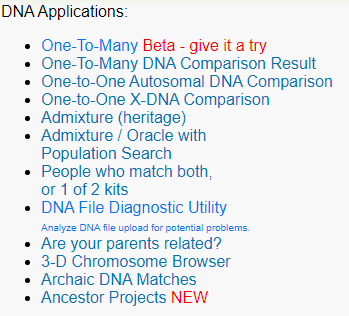 DNA Applications:
One-To-Many Beta - give it a try
One-To-Many DNA Comparison Result
One-to-One Autosomal DNA Comparison
One-to-One X-DNA Comparison
Admixture (heritage)
Admixture / Oracle with
Population Search
People who match both,
or 1 of 2 kits
DNA File Diagnostic Utility
Analyze DNA file upload for potential problems.
Are your parents related?
3-D Chromosome Browser
Archaic DNA Matches
Ancestor Projects NEW